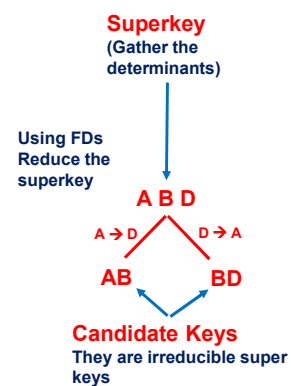 Superkey
(Gather the
determinants)
Using FDs
Reduce the
superkey
A B D
A → D
D → A
AB
BD
Candidate Keys
They are irreducible super
keys